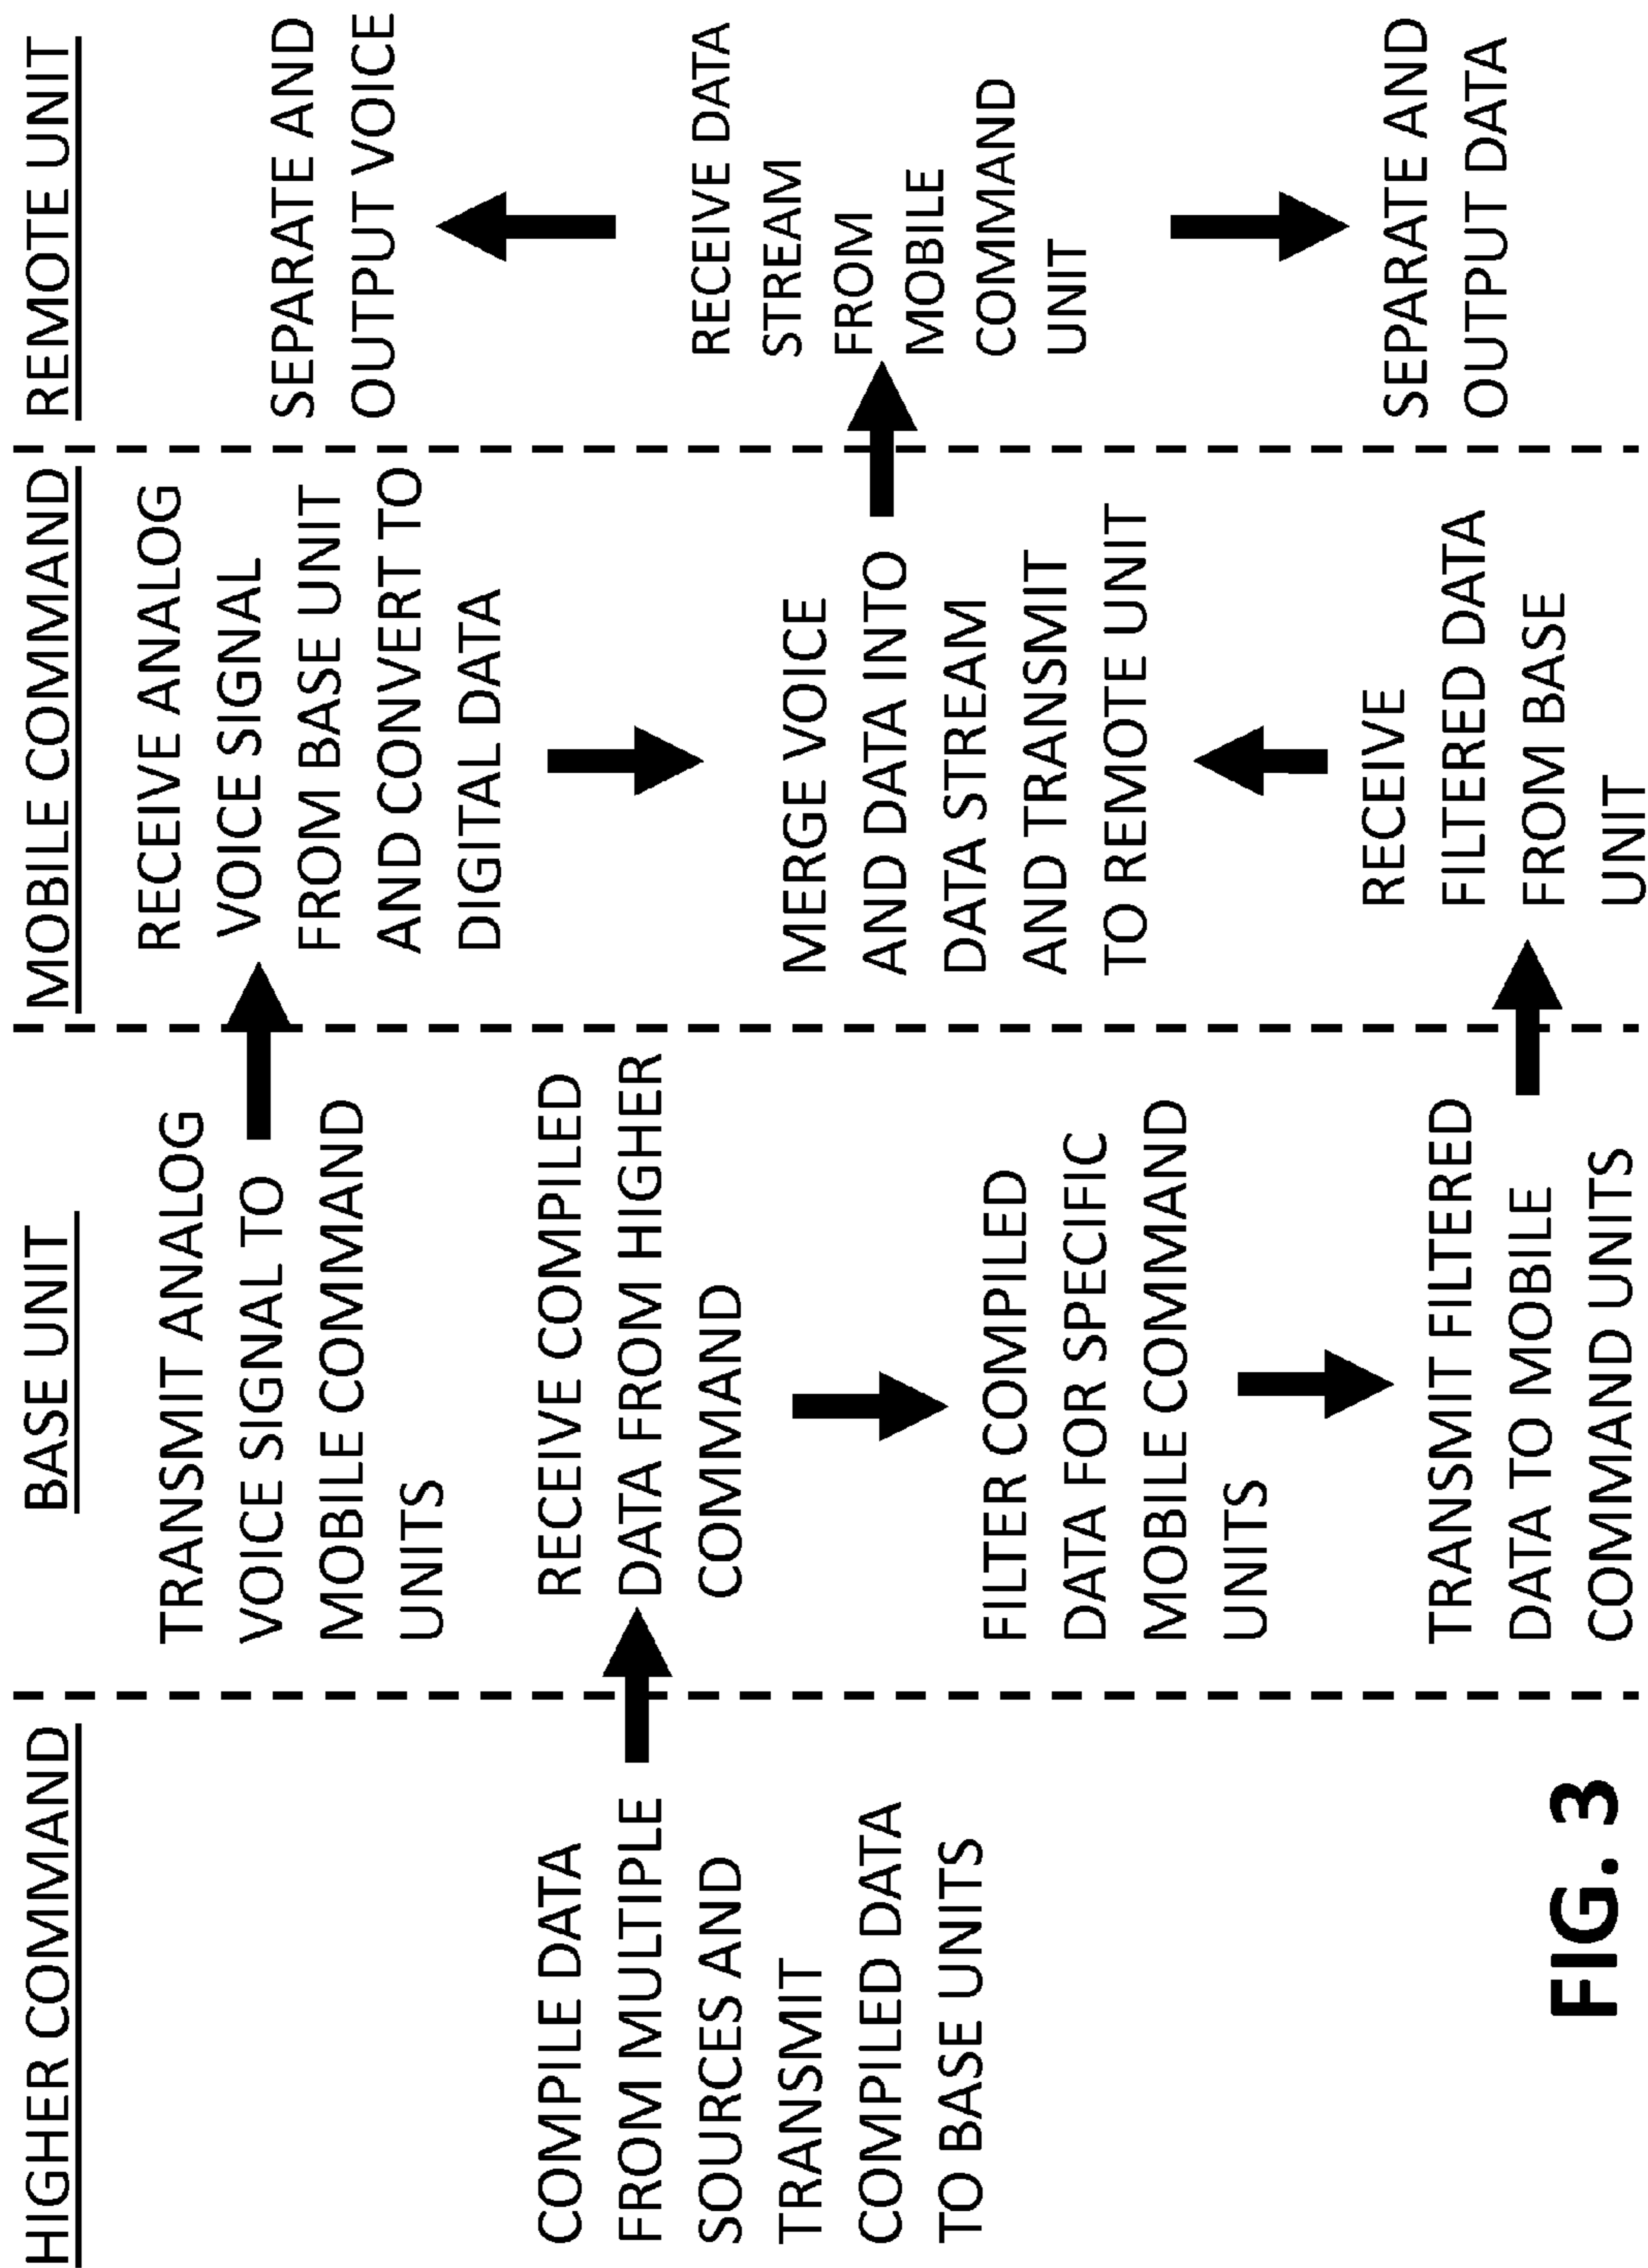 HIGHER COMMAND
COMPILE DATA
FROM MULTIPLE
SOURCES AND
TRANSMIT
COMPILED DATA
TO BASE UNITS
BASE UNIT
TRANSMIT ANALOG
VOICE SIGNAL TO
MOBILE COMMAND
UNITS
RECEIVE COMPILED
DATA FROM HIGHER
COMMAND
FILTER COMPILED
DATA FOR SPECIFIC
MOBILE COMMAND
UNITS
TRANSMIT FILTERED
DATA TO MOBILE
COMMAND UNITS
MOBILE COMMAND
RECEIVE ANALOG
VOICE SIGNAL
FROM BASE UNIT
AND CONVERT TO
DIGITAL DATA
MERGE VOICE
AND DATA INTO
DATA STREAM
AND TRANSMIT
TO REMOTE UNIT
RECEIVE
FILTERED DATA
FROM BASE
UNIT
REMOTE UNIT
SEPARATE AND
OUTPUT VOICE
RECEIVE DATA
STREAM
FROM
MOBILE
COMMAND
UNIT
SEPARATE AND
OUTPUT DATA
FIG. 3